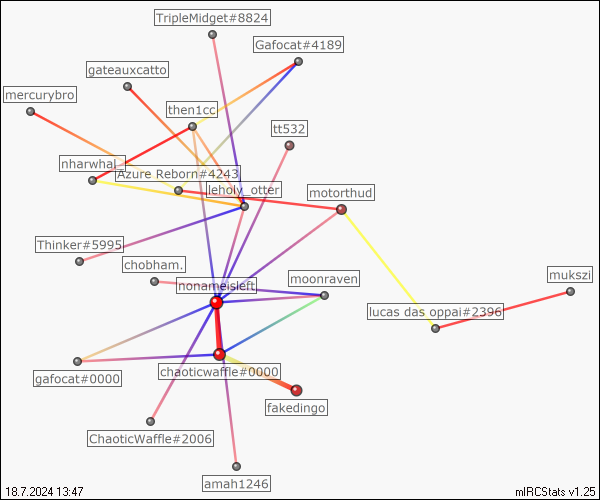 TripleMidget#8824
Gafocat#4189
gateauxcatto
mercurybro
then1cc
tt532
nharwhal_
Azure Reborn#4243
leholy_otter
motorthud
Thinker#5995
chobham.
nonameisleft
moonraven
mukszi
lucas das oppai#2396
gafocat#0000
chaoticwaffle#0000
fakedingo
ChaoticWaffle#2006
amah1246
18.7.2024 13:47
mIRCStats v1.25